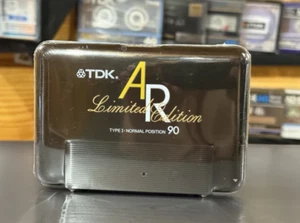 TDK. AR
Limited Edition
TYPE I · NORMAL POSITION 90